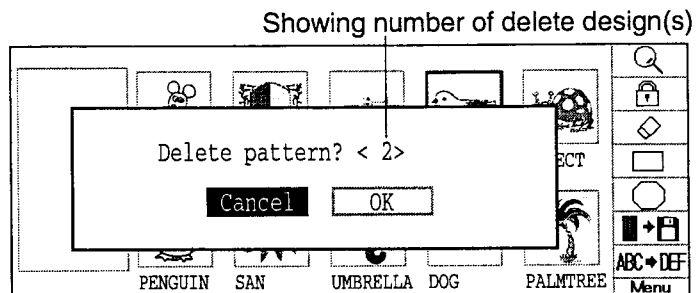 Showing number of delete design(s)
Delete pattern? < 2>
ECT
Cancel OK
PENGUIN SAN UMBRELLA DOG PALMTREE
ABC➡DEF
Menu